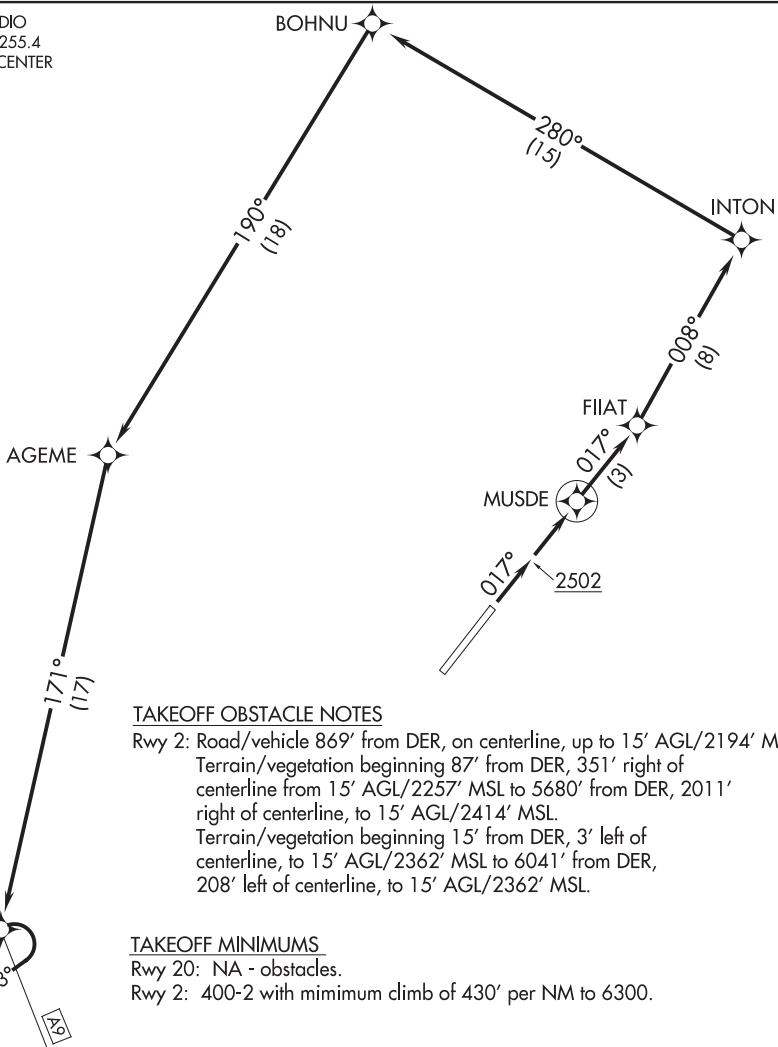 DIO
255.4
CENTER
BOHNU
280°
(15)
INTON
190°
(18)
008°
(8)
FIIAT
017°
(3)
AGEME
MUSDE
017°
2502
171°
(17)
TAKEOFF OBSTACLE NOTES
Rwy 2: Road/vehicle 869' from DER, on centerline, up to 15' AGL/2194' M
Terrain/vegetation beginning 87' from DER, 351' right of
centerline from 15' AGL/2257' MSL to 5680' from DER, 2011'
right of centerline, to 15' AGL/2414' MSL.
Terrain/vegetation beginning 15' from DER, 3' left of
centerline, to 15' AGL/2362' MSL to 6041' from DER,
208' left of centerline, to 15' AGL/2362' MSL.
TAKEOFF MINIMUMS
Rwy 20: NA - obstacles.
Rwy 2: 400-2 with mimimum climb of 430' per NM to 6300.
3°
A9